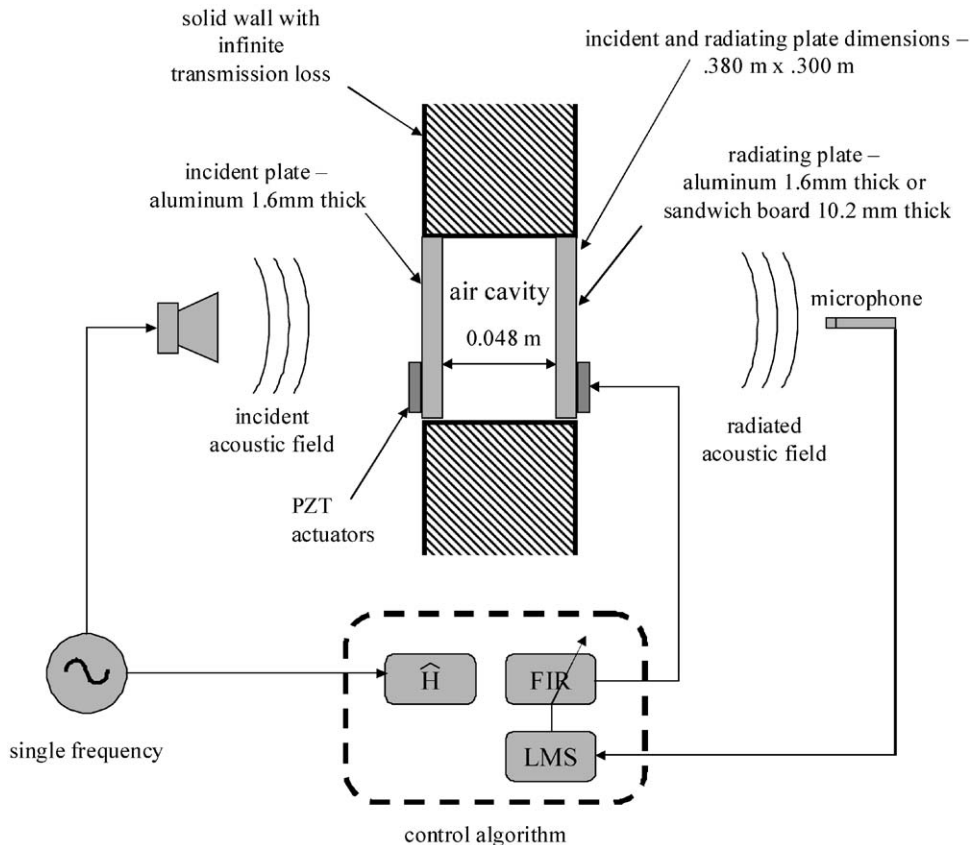 solid wall with
infinite
transmission loss
incident and radiating plate dimensions –
.380 m x .300 m
incident plate –
aluminum 1.6mm thick
radiating plate –
aluminum 1.6mm thick or
sandwich board 10.2 mm thick
air cavity
0.048 m
microphone
incident
acoustic field
radiated
acoustic field
PZT
actuators
single frequency
Ĥ
FIR
LMS
control algorithm